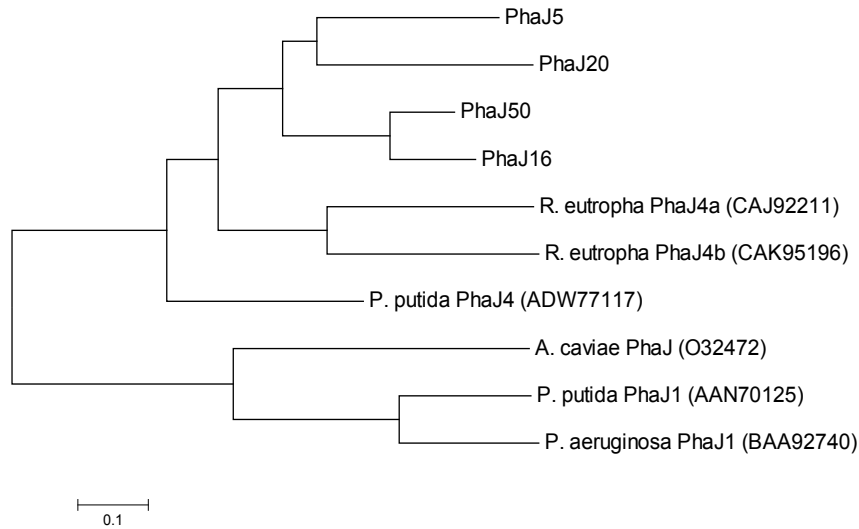 PhaJ5
PhaJ20
PhaJ50
PhaJ16
R. eutropha PhaJ4a (CAJ92211)
R. eutropha PhaJ4b (CAK95196)
P. putida PhaJ4 (ADW77117)
A. caviae PhaJ (O32472)
P. putida PhaJ1 (AAN70125)
P. aeruginosa PhaJ1 (BAA92740)
0.1